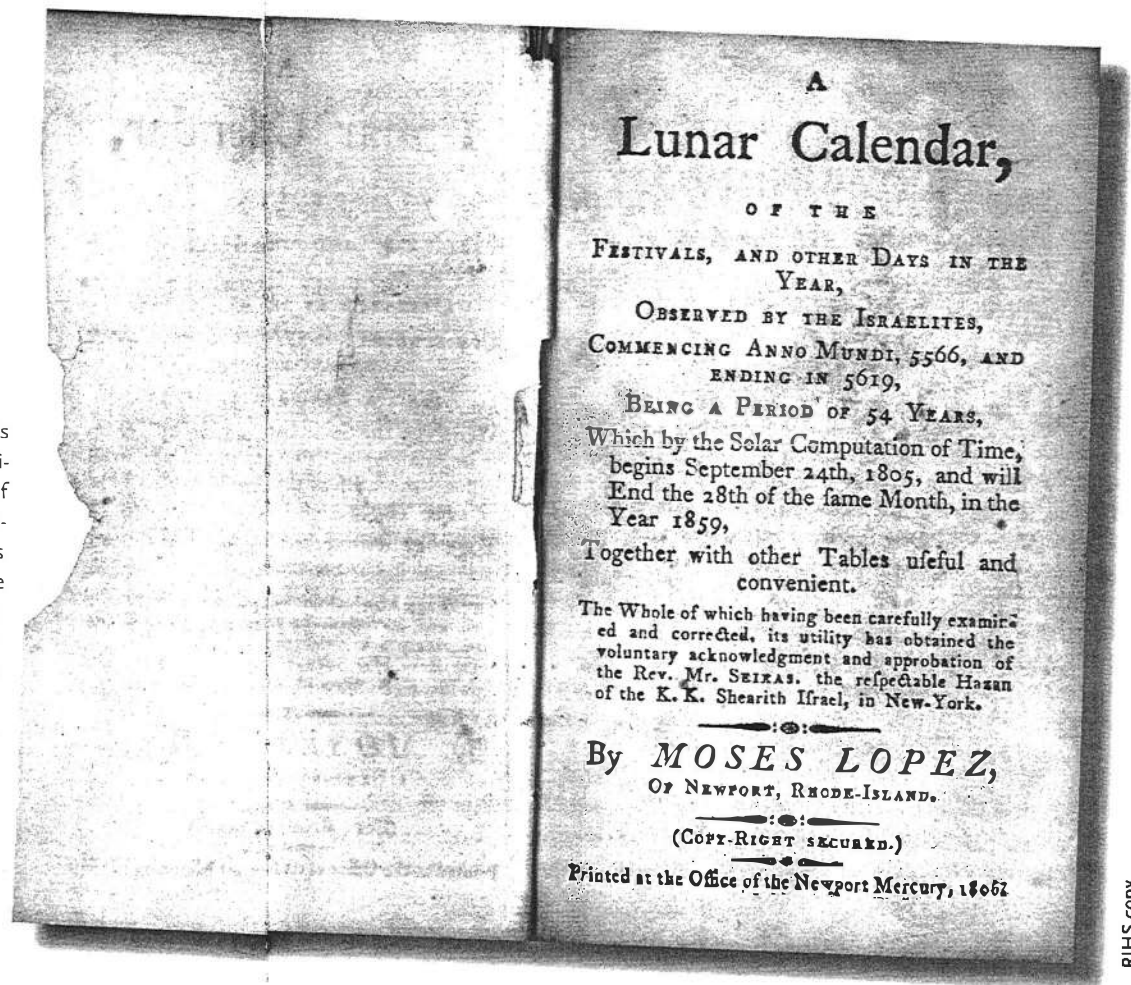 A
Lunar Calendar,
OF THE
FESTIVALS, AND OTHER DAYS IN THE
YEAR,
OBSERVED BY THE ISRAELITES,
COMMENCING ANNO MUNDI, 5566, AND
ENDING IN 5619,
BEING A PERIOD OF 54 YEARS,
Which by the Solar Computation of Time,
begins September 24th, 1805, and will
End the 28th of the ſame Month, in the
Year 1859,
Together with other Tables uſeful and
convenient.
The Whole of which having been carefully examin-
ed and corrected, its utility has obtained the
voluntary acknowledgment and approbation of
the Rev. Mr. SEIXAS. the reſpectable Hazan
of the K. K. Shearith Iſrael, in New-York.
By MOSES LOPEZ,
OF NEWPORT, RHODE-ISLAND.
(COPY-RIGHT SECURED.)
Printed at the Office of the Newport Mercury, 1806
s
i-
f
-
s
e
RIHS copy